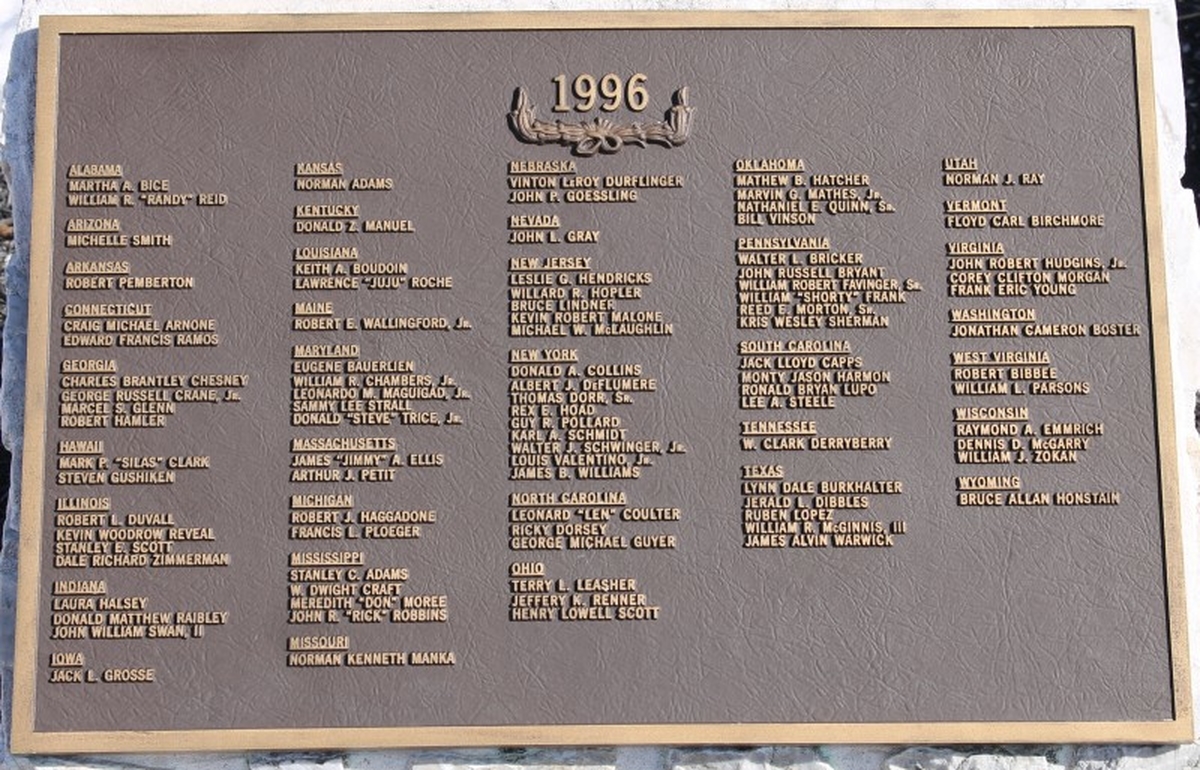 1996
ALABAMA
MARTHA A. BICE
WILLIAM R. "RANDY" REID
ARIZONA
MICHELLE SMITH
ARKANSAS
ROBERT PEMBERTON
CONNECTICUT
CRAIG MICHAEL ARNONE
EDWARD FRANCIS RAMOS
GEORGIA
CHARLES BRANTLEY CHESNEY
GEORGE RUSSELL CRANE, JR.
MARCEL S. GLENN
ROBERT HAMLER
HAWAII
MARK P. "SILAS" CLARK
STEVEN GUSHIKEN
ILLINOIS
ROBERT L. DUVALL
KEVIN WOODROW REVEAL
STANLEY E. SCOTT
DALE RICHARD ZIMMERMAN
INDIANA
LAURA HALSEY
DONALD MATTHEW RAIBLEY
JOHN WILLIAM SWAN, II
IOWA
JACK L. GROSSE
KANSAS
NORMAN ADAMS
KENTUCKY
DONALD Z. MANUEL
LOUISIANA
KEITH A. BOUDOIN
LAWRENCE "JUJU" ROCHE
MAINE
ROBERT E. WALLINGFORD, JR.
MARYLAND
EUGENE BAUERLIEN
WILLIAM R. CHAMBERS, JR.
LEONARDO M. MAGUIGAD, JR.
SAMMY LEE STRALL
DONALD "STEVE" TRICE, JR.
MASSACHUSETTS
JAMES "JIMMY" A. ELLIS
ARTHUR J. PETIT
MICHIGAN
ROBERT J. HAGGADONE
FRANCIS L. PLOEGER
MISSISSIPPI
STANLEY C. ADAMS
W. DWIGHT CRAFT
MEREDITH "DON" MOREE
JOHN R. "RICK" ROBBINS
MISSOURI
NORMAN KENNETH MANKA
NEBRASKA
VINTON LEROY DURFLINGER
JOHN P. GOESSLING
NEVADA
JOHN L. GRAY
NEW JERSEY
LESLIE G. HENDRICKS
WILLARD R. HOPLER
BRUCE LINDNER
KEVIN ROBERT MALONE
MICHAEL W. McLAUGHLIN
NEW YORK
DONALD A. COLLINS
ALBERT J. DEFLUMERE
THOMAS DORR, SR.
REX E. HOAD
GUY R. POLLARD
KARL A. SCHMIDT
WALTER J. SCHWINGER, JR.
LOUIS VALENTINO, JR.
JAMES B. WILLIAMS
NORTH CAROLINA
LEONARD "LEN" COULTER
RICKY DORSEY
GEORGE MICHAEL GUYER
OHIO
TERRY L. LEASHER
JEFFERY K. RENNER
HENRY LOWELL SCOTT
OKLAHOMA
MATHEW B. HATCHER
MARVIN G. MATHES, JR.
NATHANIEL E. QUINN, SR.
BILL VINSON
PENNSYLVANIA
WALTER L. BRICKER
JOHN RUSSELL BRYANT
WILLIAM ROBERT FAVINGER, SR.
WILLIAM "SHORTY" FRANK
REED E. MORTON, SR.
KRIS WESLEY SHERMAN
SOUTH CAROLINA
JACK LLOYD CAPPS
MONTY JASON HARMON
RONALD BRYAN LUPO
LEE A. STEELE
TENNESSEE
W. CLARK DERRYBERRY
TEXAS
LYNN DALE BURKHALTER
JERALD L. DIBBLES
RUBEN LOPEZ
WILLIAM R. McGINNIS, III
JAMES ALVIN WARWICK
UTAH
NORMAN J. RAY
VERMONT
FLOYD CARL BIRCHMORE
VIRGINIA
JOHN ROBERT HUDGINS, JR.
COREY CLIFTON MORGAN
FRANK ERIC YOUNG
WASHINGTON
JONATHAN CAMERON BOSTER
WEST VIRGINIA
ROBERT BIBBEE
WILLIAM L. PARSONS
WISCONSIN
RAYMOND A. EMMRICH
DENNIS D. McGARRY
WILLIAM J. ZOKAN
WYOMING
BRUCE ALLAN HONSTAIN